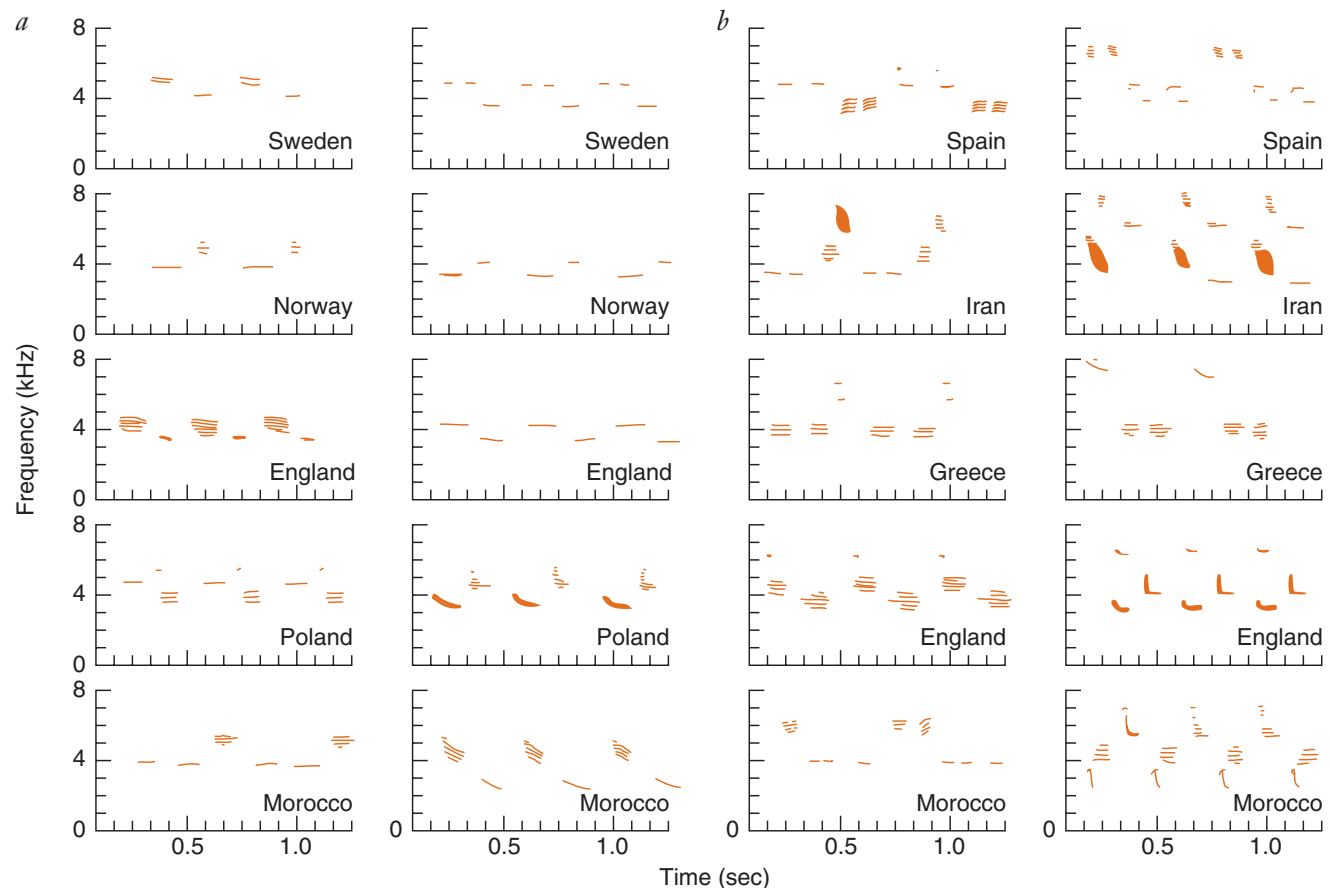 a
b
8
4
0
Sweden
Sweden
Spain
Spain
8
4
0
Norway
Norway
Iran
Iran
8
4
0
England
England
Greece
Greece
8
4
0
Poland
Poland
England
England
8
4
0
0
0
0
Morocco
Morocco
Morocco
Morocco
0.5
1.0
0.5
1.0
0.5
1.0
0.5
1.0
Frequency (kHz)
Time (sec)